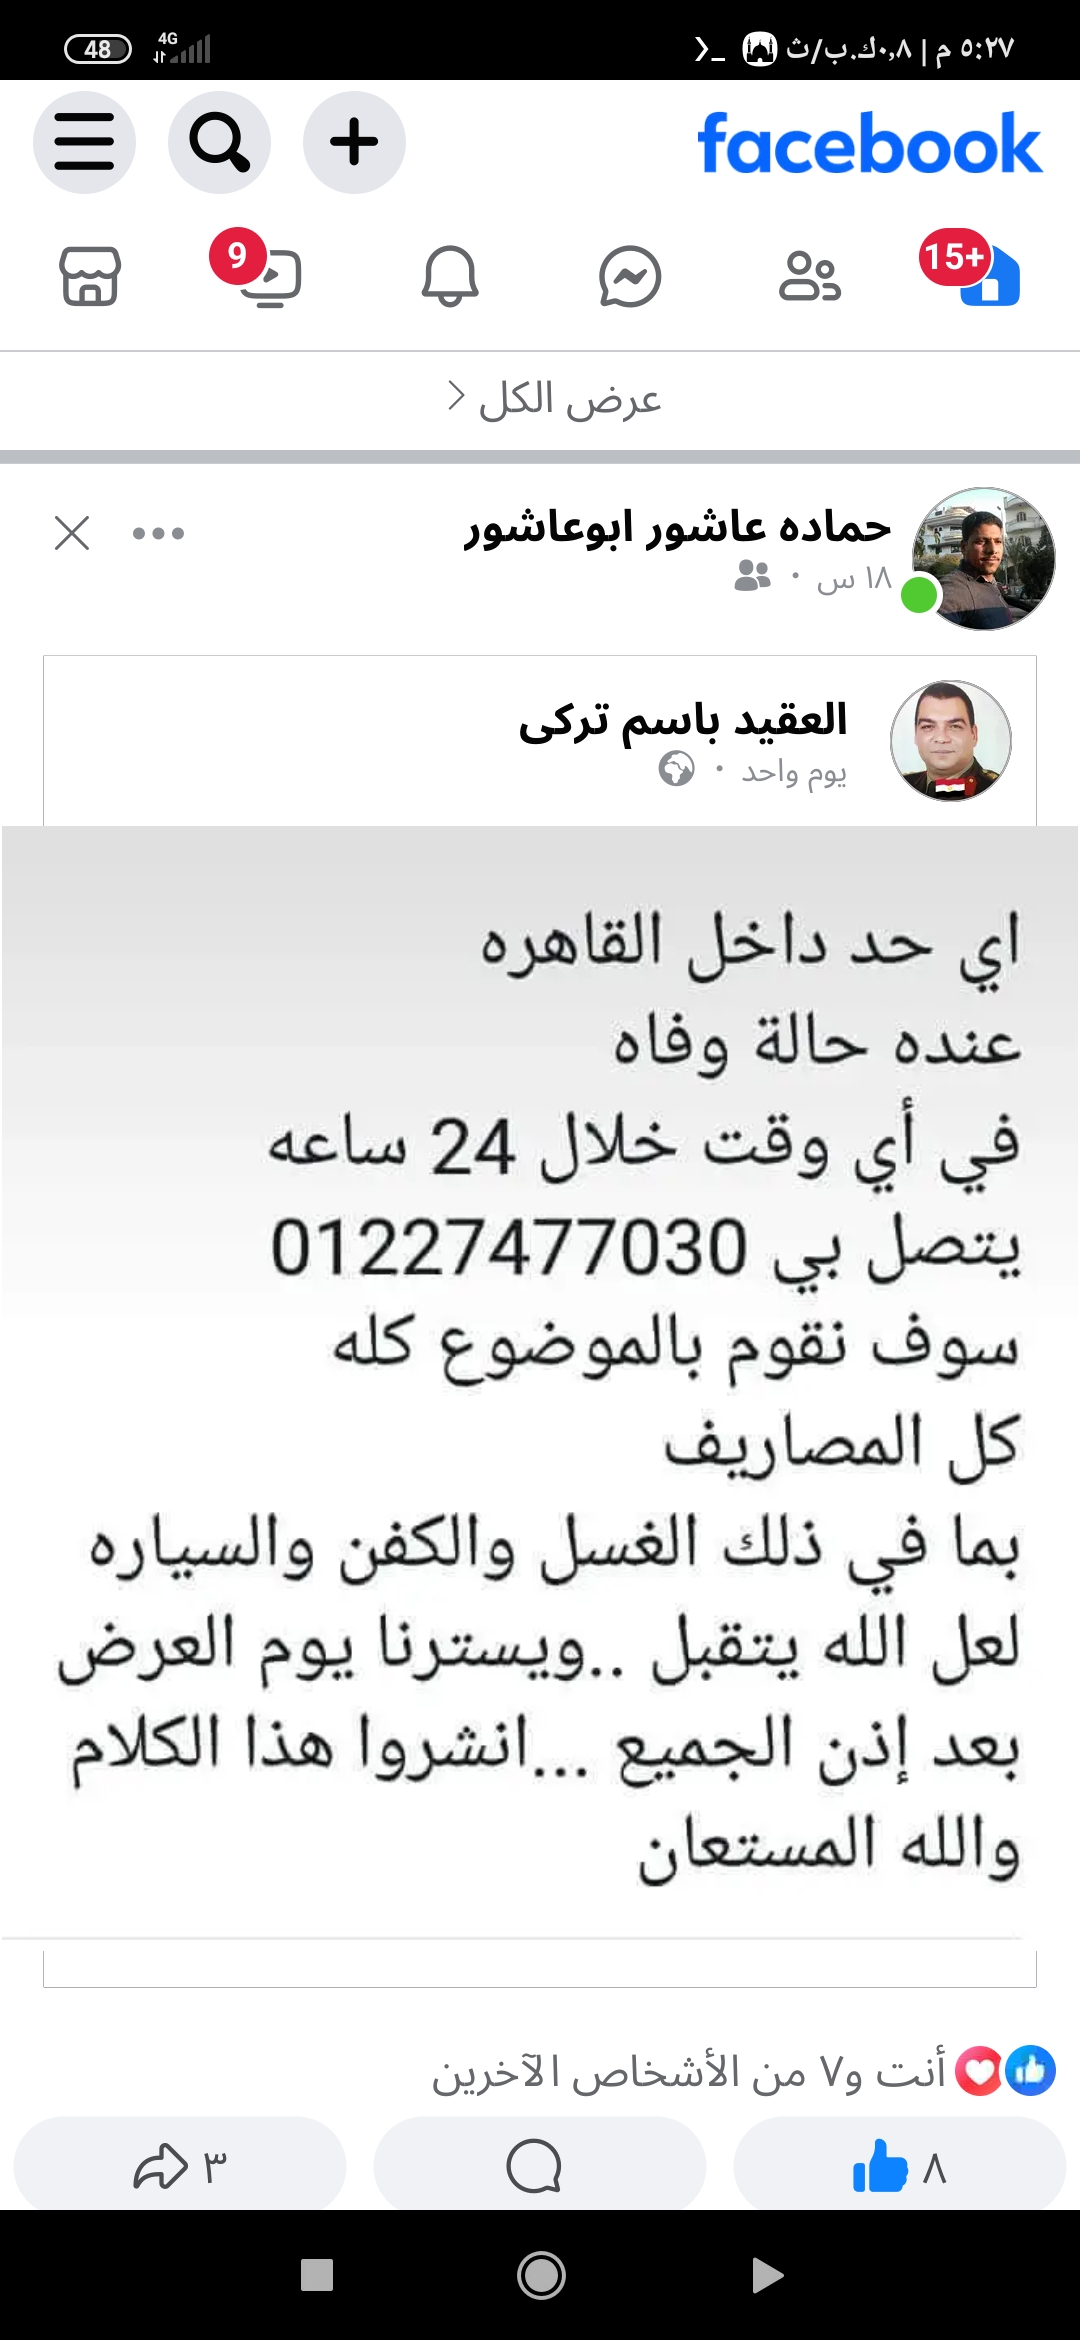 48 4G ٥:٢٧ م | ٠,٨ك.ب/ث
facebook
9 15+
عرض الكل
حماده عاشور ابوعاشور
١٨ س ·
العقيد باسم تركى
يوم واحد ·
اي حد داخل القاهره
عنده حالة وفاه
في أي وقت خلال 24 ساعه
يتصل بي 01227477030
سوف نقوم بالموضوع كله
كل المصاريف
بما في ذلك الغسل والكفن والسياره
لعل الله يتقبل ..ويسترنا يوم العرض
بعد إذن الجميع ...انشروا هذا الكلام
والله المستعان
أنت و٧ من الأشخاص الآخرين
٨ ٣